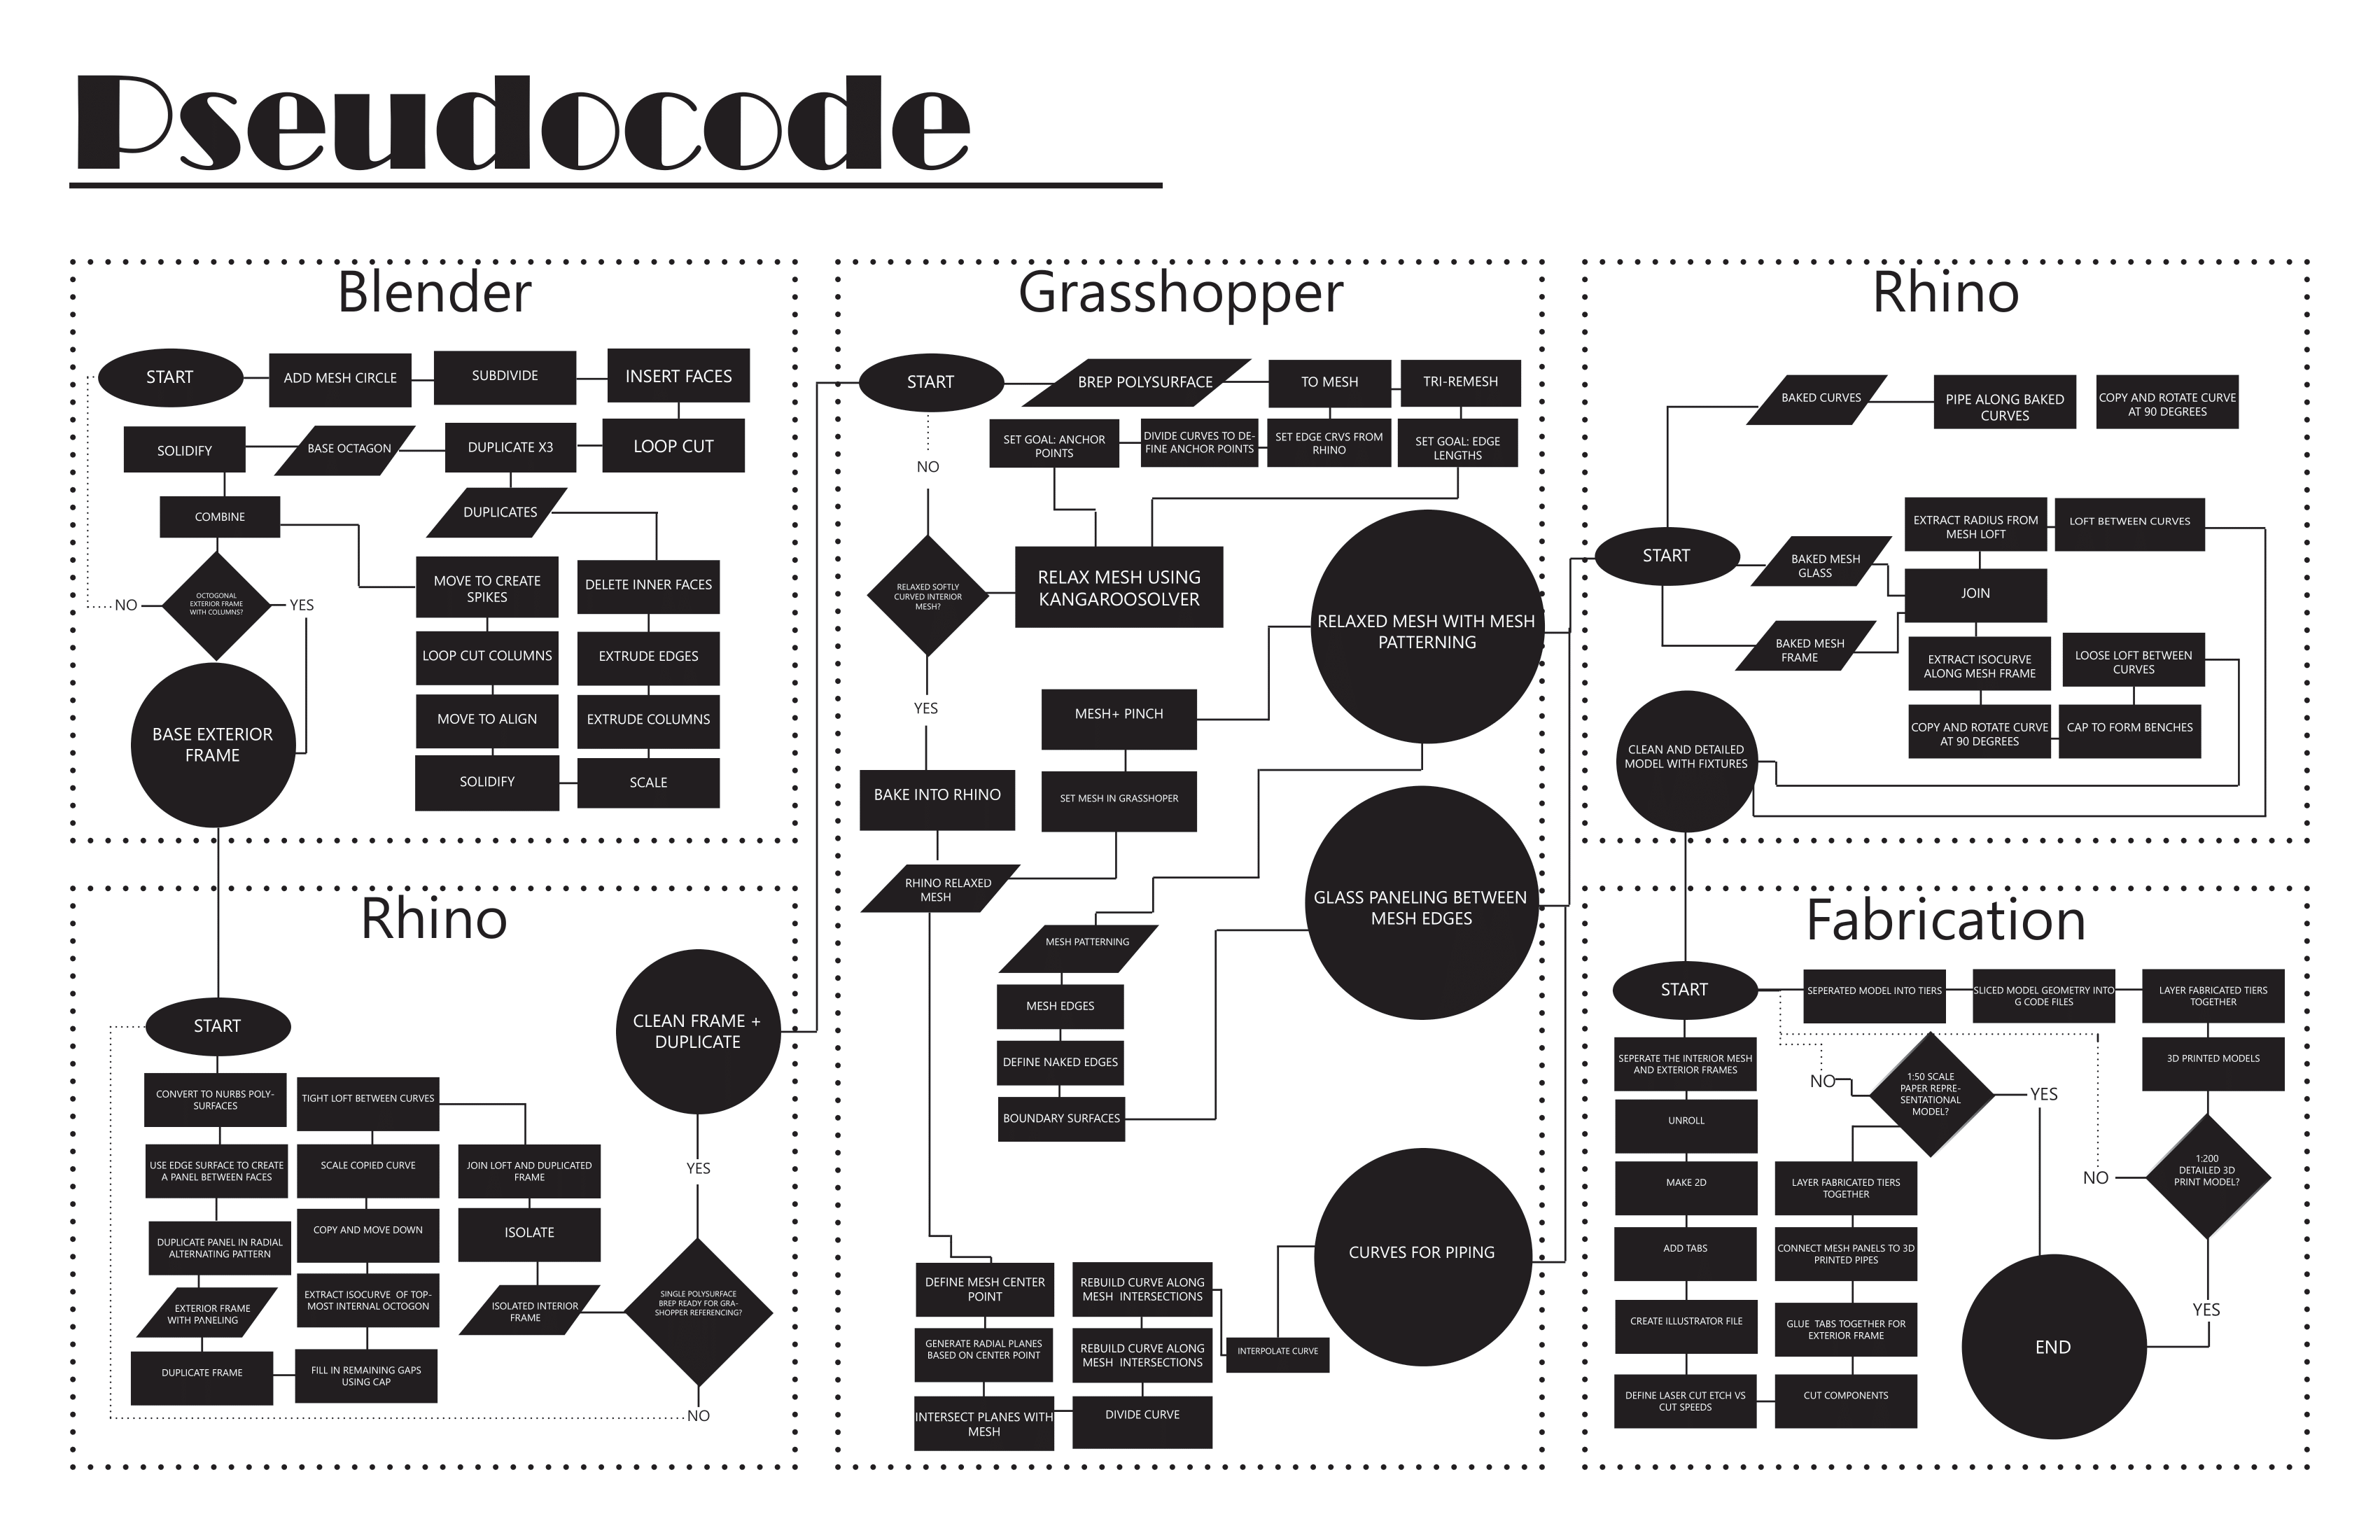 Pseudocode
Blender
START
ADD MESH CIRCLE
SUBDIVIDE
INSERT FACES
SOLIDIFY
BASE OCTAGON
DUPLICATE X3
LOOP CUT
COMBINE
DUPLICATES
OCTOGONAL
EXTERIOR FRAME
WITH COLUMNS?
NO
YES
MOVE TO CREATE
SPIKES
DELETE INNER FACES
LOOP CUT COLUMNS
EXTRUDE EDGES
MOVE TO ALIGN
EXTRUDE COLUMNS
SOLIDIFY
SCALE
BASE EXTERIOR
FRAME
Rhino
START
CONVERT TO NURBS POLY-
SURFACES
USE EDGE SURFACE TO CREATE
A PANEL BETWEEN FACES
DUPLICATE PANEL IN RADIAL
ALTERNATING PATTERN
EXTERIOR FRAME
WITH PANELING
DUPLICATE FRAME
TIGHT LOFT BETWEEN CURVES
SCALE COPIED CURVE
COPY AND MOVE DOWN
EXTRACT ISOCURVE  OF TOP-
MOST INTERNAL OCTOGON
FILL IN REMAINING GAPS
USING CAP
JOIN LOFT AND DUPLICATED
FRAME
ISOLATE
ISOLATED INTERIOR
FRAME
CLEAN FRAME +
DUPLICATE
YES
SINGLE POLYSURFACE
BREP READY FOR GRA-
SHOPPER REFERENCING?
NO
Grasshopper
START
BREP POLYSURFACE
TO MESH
TRI-REMESH
SET GOAL: ANCHOR
POINTS
DIVIDE CURVES TO DE-
FINE ANCHOR POINTS
SET EDGE CRVS FROM
RHINO
SET GOAL: EDGE
LENGTHS
NO
RELAXED SOFTLY
CURVED INTERIOR
MESH?
RELAX MESH USING
KANGAROOSOLVER
YES
RELAXED MESH WITH MESH
PATTERNING
MESH+ PINCH
BAKE INTO RHINO
SET MESH IN GRASSHOPER
RHINO RELAXED
MESH
GLASS PANELING BETWEEN
MESH EDGES
MESH PATTERNING
MESH EDGES
DEFINE NAKED EDGES
BOUNDARY SURFACES
CURVES FOR PIPING
DEFINE MESH CENTER
POINT
REBUILD CURVE ALONG
MESH  INTERSECTIONS
GENERATE RADIAL PLANES
BASED ON CENTER POINT
REBUILD CURVE ALONG
MESH  INTERSECTIONS
INTERPOLATE CURVE
INTERSECT PLANES WITH
MESH
DIVIDE CURVE
Rhino
BAKED CURVES
PIPE ALONG BAKED
CURVES
COPY AND ROTATE CURVE
AT 90 DEGREES
START
BAKED MESH
GLASS
EXTRACT RADIUS FROM
MESH LOFT
LOFT BETWEEN CURVES
JOIN
BAKED MESH
FRAME
EXTRACT ISOCURVE
ALONG MESH FRAME
LOOSE LOFT BETWEEN
CURVES
COPY AND ROTATE CURVE
AT 90 DEGREES
CAP TO FORM BENCHES
CLEAN AND DETAILED
MODEL WITH FIXTURES
Fabrication
START
SEPERATED MODEL INTO TIERS
SLICED MODEL GEOMETRY INTO
G CODE FILES
LAYER FABRICATED TIERS
TOGETHER
SEPERATE THE INTERIOR MESH
AND EXTERIOR FRAMES
UNROLL
MAKE 2D
ADD TABS
CREATE ILLUSTRATOR FILE
DEFINE LASER CUT ETCH VS
CUT SPEEDS
NO
1:50 SCALE
PAPER REPRE-
SENTATIONAL
MODEL?
YES
LAYER FABRICATED TIERS
TOGETHER
CONNECT MESH PANELS TO 3D
PRINTED PIPES
GLUE  TABS TOGETHER FOR
EXTERIOR FRAME
CUT COMPONENTS
3D PRINTED MODELS
NO
1:200
DETAILED 3D
PRINT MODEL?
YES
END